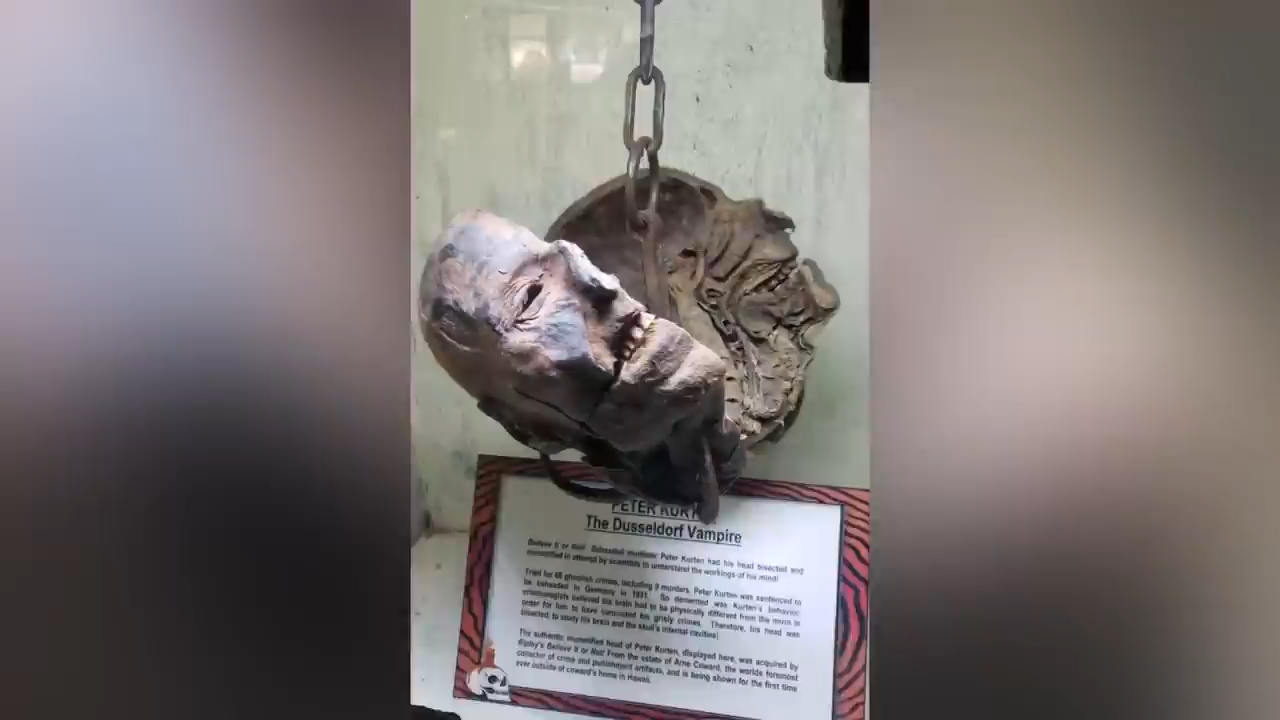 PETER KURT
The Dusseldorf Vampire
Believe It or Not! Beheaded murderer Peter Kurten had his head bisected and
mummified in attempt by scientists to understand the workings of his mind!
Tried for 68 ghoulish crimes, including 9 murders, Peter Kurten was sentenced to
be beheaded in Germany in 1931. So demented was Kurten's behavior,
criminologists believed his brain had to be physically different from the norm in
order for him to have committed his grisly crimes. Therefore, his head was
bisected, to study his brain and the skull's internal cavities!
The authentic mummified head of Peter Kurten, displayed here, was acquired by
Ripley's Believe It or Not! From the estate of Arne Coward, the worlds foremost
collector of crime and punishment artifacts, and is being shown for the first time
ever outside of coward's home in Hawaii.